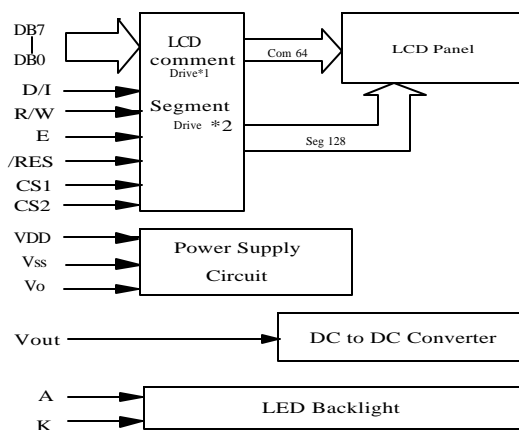 DB7
DB0
D/I
R/W
E
/RES
CS1
CS2
LCD
comment
Drive*1
Segment
Drive *2
Com 64
Seg 128
LCD Panel
VDD
Vss
Vo
Power Supply
Circuit
Vout
DC to DC Converter
A
K
LED Backlight